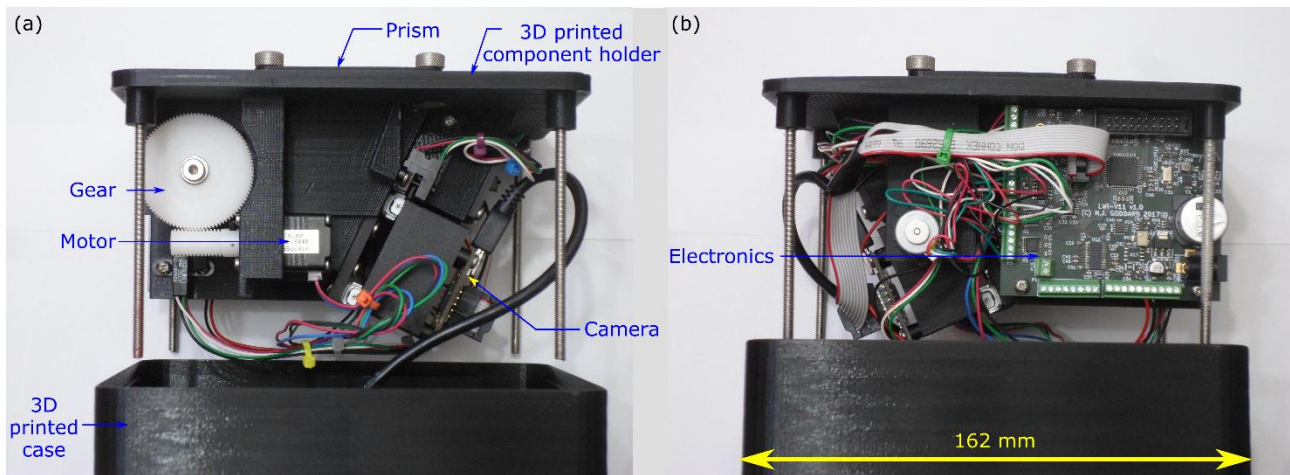 (a)
Prism
3D printed
component holder
Gear
Motor
Camera
3D
printed
case
(b)
LWI-V11 v1.0
(C) N.J. GODDARD 2017
Electronics
162 mm